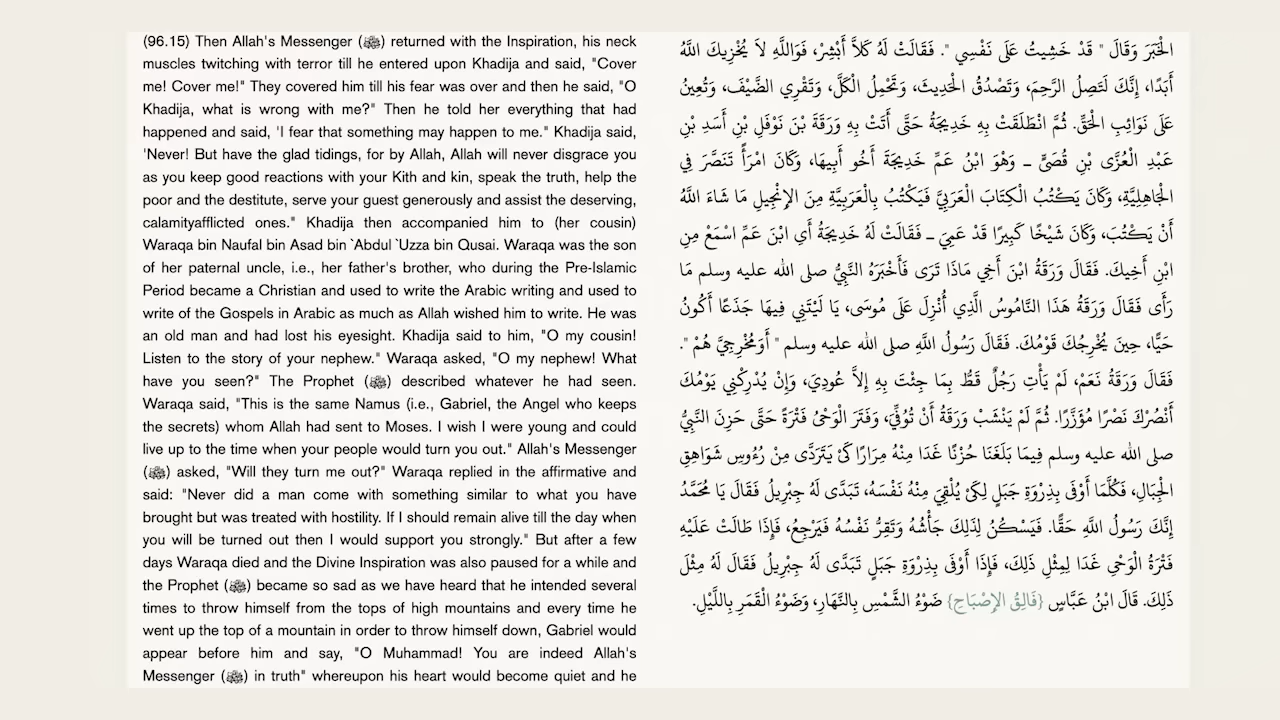 (96.15) Then Allah's Messenger (ﷺ) returned with the Inspiration, his neck
muscles twitching with terror till he entered upon Khadija and said, "Cover
me! Cover me!" They covered him till his fear was over and then he said, "O
Khadija, what is wrong with me?" Then he told her everything that had
happened and said, 'I fear that something may happen to me." Khadija said,
'Never! But have the glad tidings, for by Allah, Allah will never disgrace you
as you keep good reactions with your Kith and kin, speak the truth, help the
poor and the destitute, serve your guest generously and assist the deserving,
calamityafflicted ones." Khadija then accompanied him to (her cousin)
Waraqa bin Naufal bin Asad bin `Abdul `Uzza bin Qusai. Waraqa was the son
of her paternal uncle, i.e., her father's brother, who during the Pre-Islamic
Period became a Christian and used to write the Arabic writing and used to
write of the Gospels in Arabic as much as Allah wished him to write. He was
an old man and had lost his eyesight. Khadija said to him, "O my cousin!
Listen to the story of your nephew." Waraqa asked, "O my nephew! What
have you seen?" The Prophet (ﷺ) described whatever he had seen.
Waraqa said, "This is the same Namus (i.e., Gabriel, the Angel who keeps
the secrets) whom Allah had sent to Moses. I wish I were young and could
live up to the time when your people would turn you out." Allah's Messenger
(ﷺ) asked, "Will they turn me out?" Waraqa replied in the affirmative and
said: "Never did a man come with something similar to what you have
brought but was treated with hostility. If I should remain alive till the day when
you will be turned out then I would support you strongly." But after a few
days Waraqa died and the Divine Inspiration was also paused for a while and
the Prophet (ﷺ) became so sad as we have heard that he intended several
times to throw himself from the tops of high mountains and every time he
went up the top of a mountain in order to throw himself down, Gabriel would
appear before him and say, "O Muhammad! You are indeed Allah's
Messenger (ﷺ) in truth" whereupon his heart would become quiet and he
الْخَبَرَ وَقَالَ " قَدْ خَشِيتُ عَلَى نَفْسِي ". فَقَالَتْ لَهُ كَلاَّ أَبْشِرْ، فَوَاللَّهِ لاَ يُخْزِيكَ اللَّهُ
أَبَدًا، إِنَّكَ لَتَصِلُ الرَّحِمَ، وَتَصْدُقُ الْحَدِيثَ، وَتَحْمِلُ الْكَلَّ، وَتَقْرِي الضَّيْفَ، وَتُعِينُ
عَلَى نَوَائِبِ الْحَقِّ. ثُمَّ انْطَلَقَتْ بِهِ خَدِيجَةُ حَتَّى أَتَتْ بِهِ وَرَقَةَ بْنَ نَوْفَلِ بْنِ أَسَدِ بْنِ
عَبْدِ الْعُزَّى بْنِ قُصَىٍّ ـ وَهْوَ ابْنُ عَمِّ خَدِيجَةَ أَخُو أَبِيهَا، وَكَانَ امْرَأً تَنَصَّرَ فِي
الْجَاهِلِيَّةِ، وَكَانَ يَكْتُبُ الْكِتَابَ الْعَرَبِيَّ فَيَكْتُبُ بِالْعَرَبِيَّةِ مِنَ الإِنْجِيلِ مَا شَاءَ اللَّهُ
أَنْ يَكْتُبَ، وَكَانَ شَيْخًا كَبِيرًا قَدْ عَمِيَ ـ فَقَالَتْ لَهُ خَدِيجَةُ أَىِ ابْنَ عَمِّ اسْمَعْ مِنِ
ابْنِ أَخِيكَ. فَقَالَ وَرَقَةُ ابْنَ أَخِي مَاذَا تَرَى فَأَخْبَرَهُ النَّبِيُّ صلى الله عليه وسلم مَا
رَأَى فَقَالَ وَرَقَةُ هَذَا النَّامُوسُ الَّذِي أُنْزِلَ عَلَى مُوسَى، يَا لَيْتَنِي فِيهَا جَذَعًا أَكُونُ
حَيًّا، حِينَ يُخْرِجُكَ قَوْمُكَ. فَقَالَ رَسُولُ اللَّهِ صلى الله عليه وسلم " أَوَمُخْرِجِيَّ هُمْ ".
فَقَالَ وَرَقَةُ نَعَمْ، لَمْ يَأْتِ رَجُلٌ قَطُّ بِمَا جِئْتَ بِهِ إِلاَّ عُودِيَ، وَإِنْ يُدْرِكْنِي يَوْمُكَ
أَنْصُرْكَ نَصْرًا مُؤَزَّرًا. ثُمَّ لَمْ يَنْشَبْ وَرَقَةُ أَنْ تُوُفِّيَ، وَفَتَرَ الْوَحْىُ فَتْرَةً حَتَّى حَزِنَ النَّبِيُّ
صلى الله عليه وسلم فِيمَا بَلَغَنَا حُزْنًا غَدَا مِنْهُ مِرَارًا كَىْ يَتَرَدَّى مِنْ رُءُوسِ شَوَاهِقِ
الْجِبَالِ، فَكُلَّمَا أَوْفَى بِذِرْوَةِ جَبَلٍ لِكَىْ يُلْقِيَ مِنْهُ نَفْسَهُ، تَبَدَّى لَهُ جِبْرِيلُ فَقَالَ يَا مُحَمَّدُ
إِنَّكَ رَسُولُ اللَّهِ حَقًّا. فَيَسْكُنُ لِذَلِكَ جَأْشُهُ وَتَقِرُّ نَفْسُهُ فَيَرْجِعُ، فَإِذَا طَالَتْ عَلَيْهِ
فَتْرَةُ الْوَحْىِ غَدَا لِمِثْلِ ذَلِكَ، فَإِذَا أَوْفَى بِذِرْوَةِ جَبَلٍ تَبَدَّى لَهُ جِبْرِيلُ فَقَالَ لَهُ مِثْلَ
ذَلِكَ. قَالَ ابْنُ عَبَّاسٍ {فَالِقُ الإِصْبَاحِ} ضَوْءُ الشَّمْسِ بِالنَّهَارِ، وَضَوْءُ الْقَمَرِ بِاللَّيْلِ.